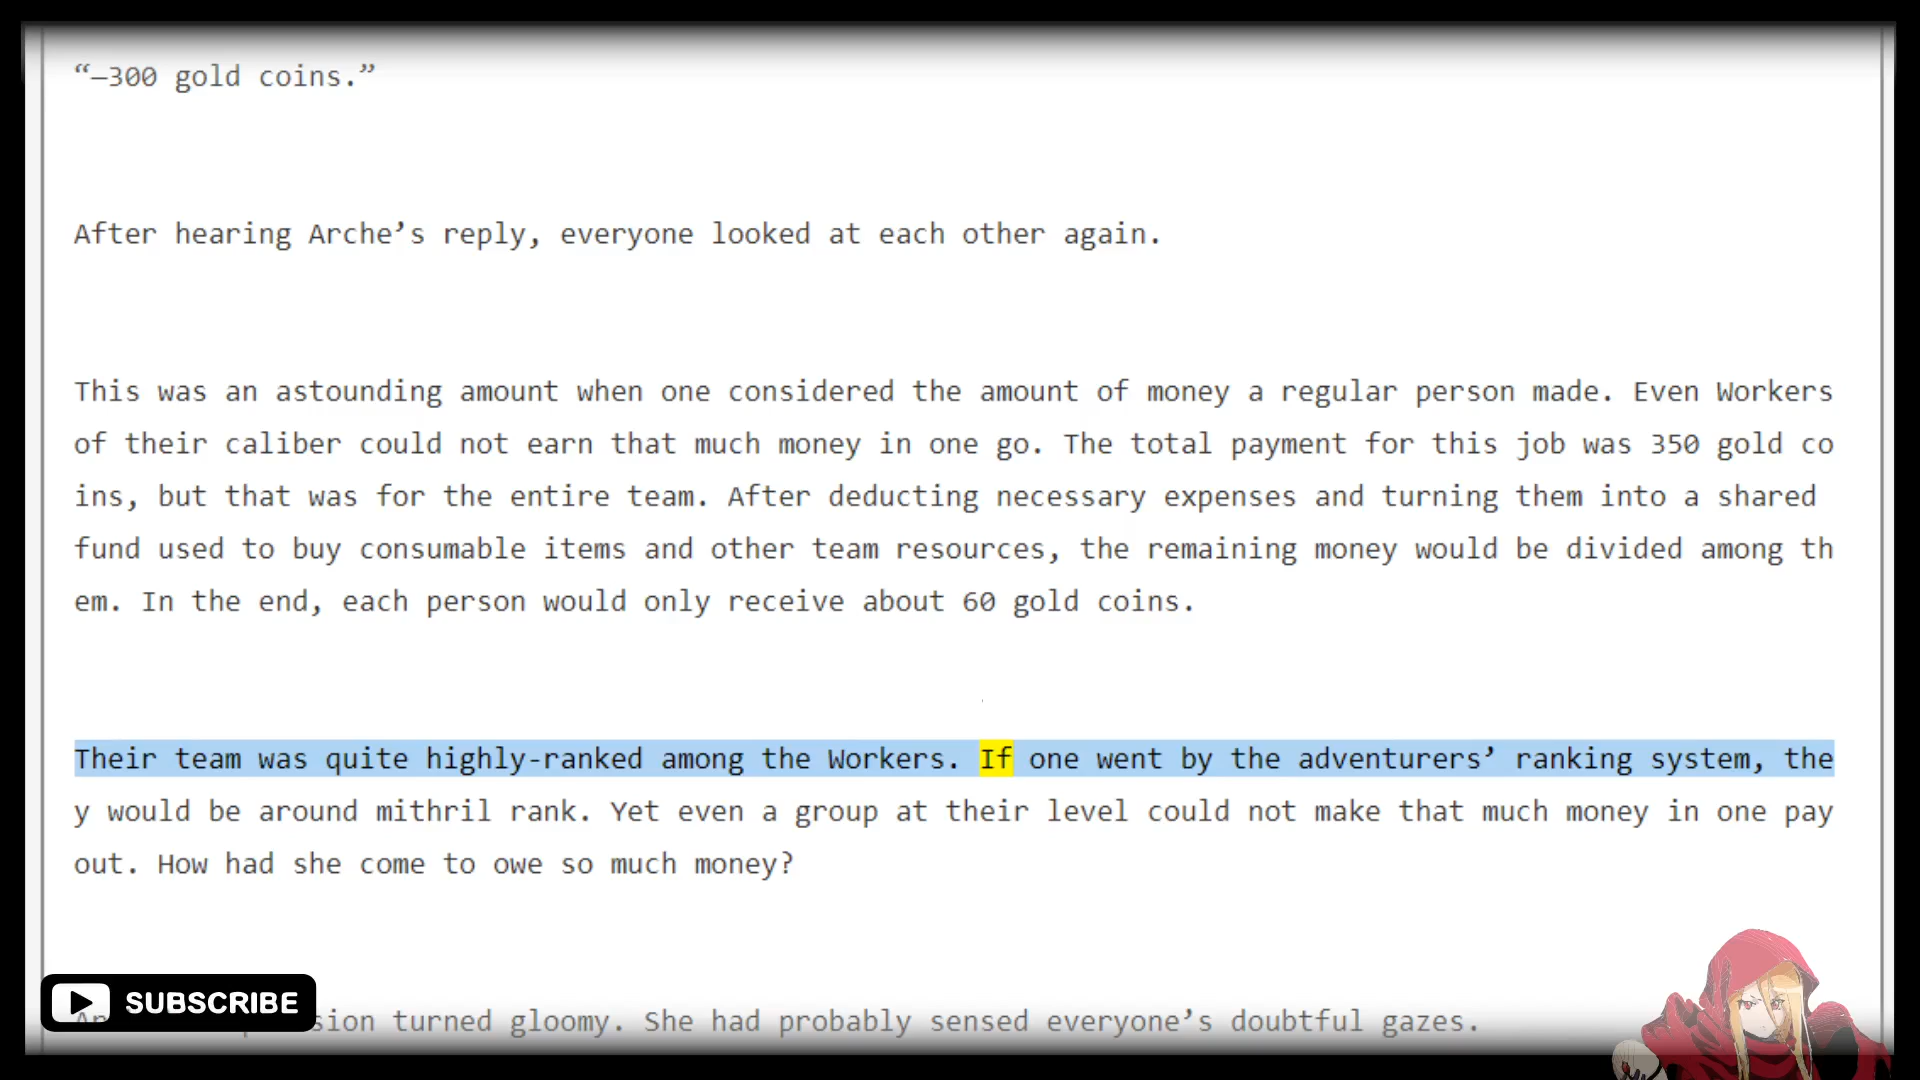 “—300 gold coins.”
After hearing Arche’s reply, everyone looked at each other again.
This was an astounding amount when one considered the amount of money a regular person made. Even Workers
of their caliber could not earn that much money in one go. The total payment for this job was 350 gold co
ins, but that was for the entire team. After deducting necessary expenses and turning them into a shared
fund used to buy consumable items and other team resources, the remaining money would be divided among th
em. In the end, each person would only receive about 60 gold coins.
Their team was quite highly-ranked among the Workers. If one went by the adventurers’ ranking system, the
y would be around mithril rank. Yet even a group at their level could not make that much money in one pay
out. How had she come to owe so much money?
sion turned gloomy. She had probably sensed everyone’s doubtful gazes.
SUBSCRIBE